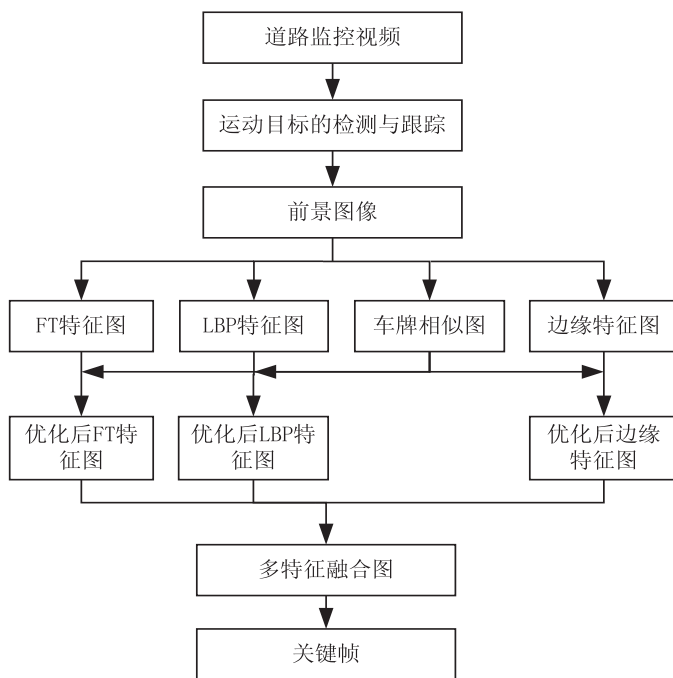 道路监控视频
运动目标的检测与跟踪
前景图像
FT特征图
LBP特征图
车牌相似图
边缘特征图
优化后FT特
征图
优化后LBP特
征图
优化后边缘
特征图
多特征融合图
关键帧